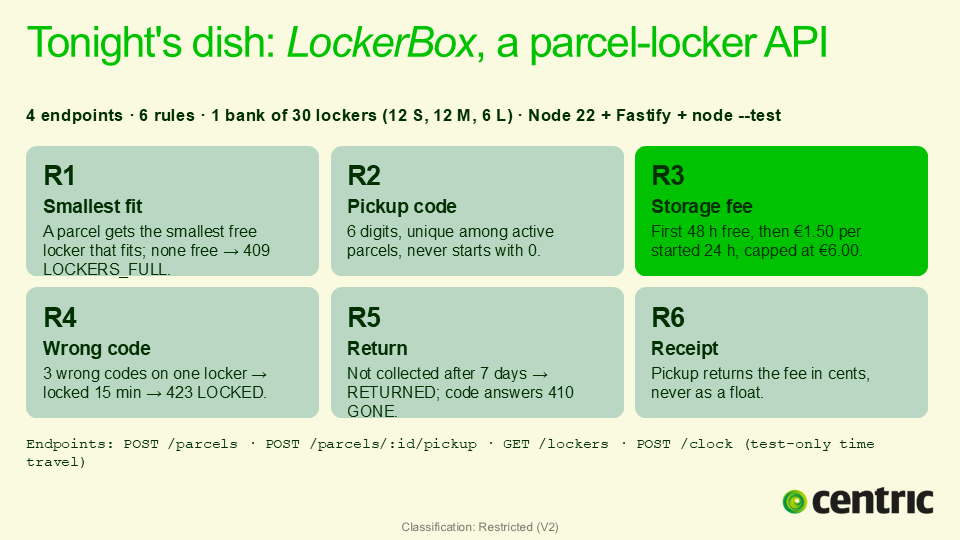 Tonight's dish: LockerBox, a parcel-locker API
4 endpoints · 6 rules · 1 bank of 30 lockers (12 S, 12 M, 6 L) · Node 22 + Fastify + node --test
R1
Smallest fit
A parcel gets the smallest free
locker that fits; none free → 409
LOCKERS_FULL.
R2
Pickup code
6 digits, unique among active
parcels, never starts with 0.
R3
Storage fee
First 48 h free, then €1.50 per
started 24 h, capped at €6.00.
R4
Wrong code
3 wrong codes on one locker →
locked 15 min → 423 LOCKED.
R5
Return
Not collected after 7 days →
RETURNED; code answers 410
GONE.
R6
Receipt
Pickup returns the fee in cents,
never as a float.
Endpoints: POST /parcels · POST /parcels/:id/pickup · GET /lockers · POST /clock (test-only time
travel)
centric
Classification: Restricted (V2)